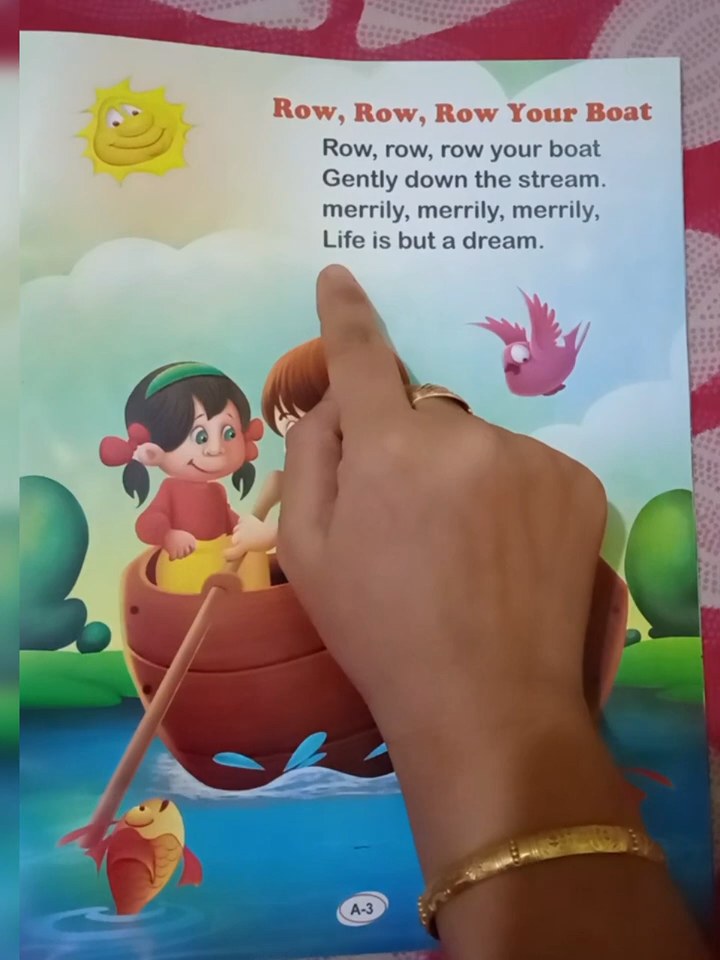 Row, Row, Row Your Boat
Row, row, row your boat
Gently down the stream.
merrily, merrily, merrily,
Life is but a dream.
A-3